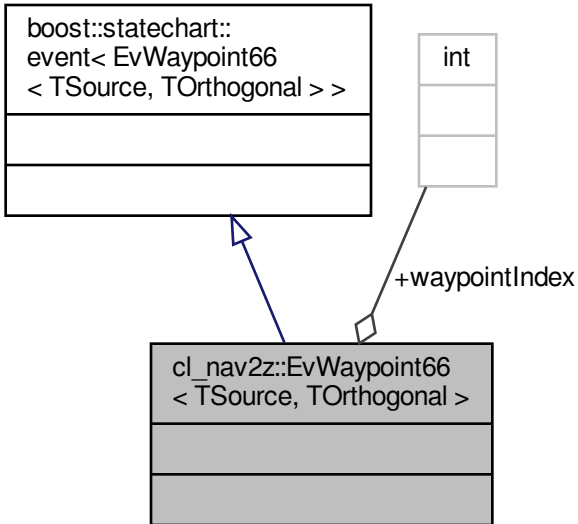 boost::statechart::
event< EvWaypoint66
< TSource, TOrthogonal > >
int
+waypointIndex
cl_nav2z::EvWaypoint66
< TSource, TOrthogonal >